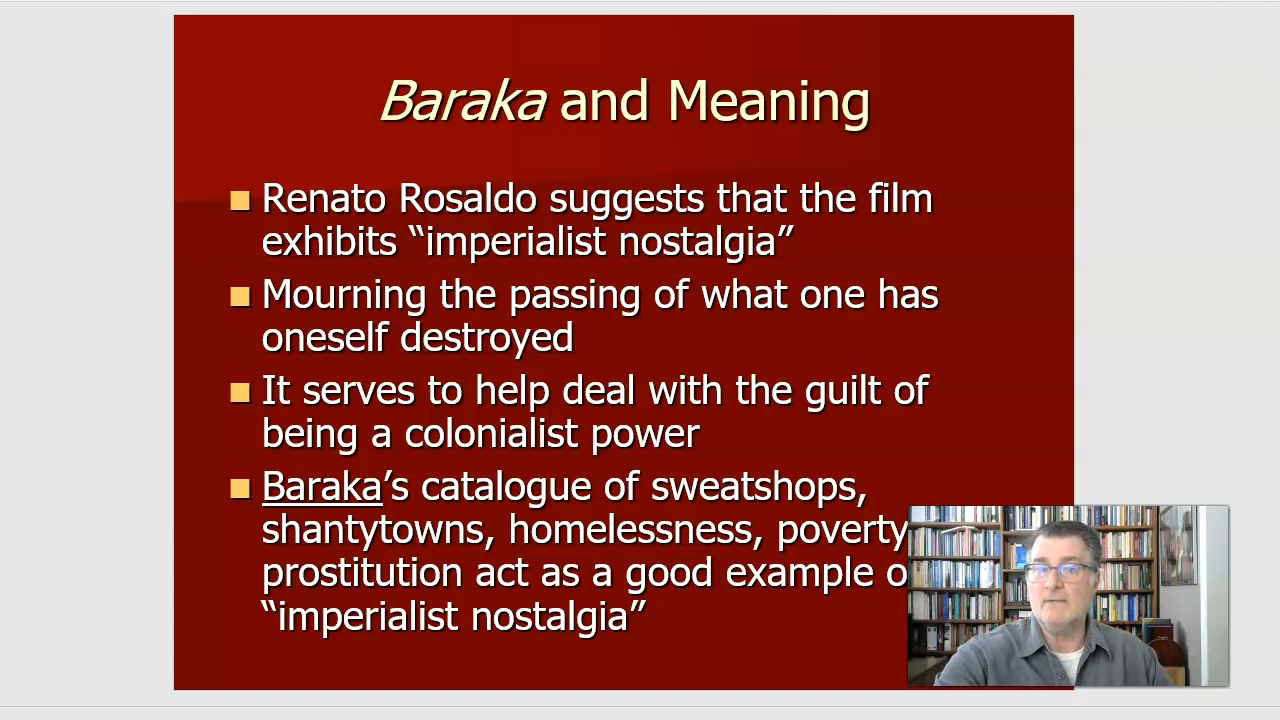 Baraka and Meaning
Renato Rosaldo suggests that the film
exhibits “imperialist nostalgia”
Mourning the passing of what one has
oneself destroyed
It serves to help deal with the guilt of
being a colonialist power
Baraka’s catalogue of sweatshops,
shantytowns, homelessness, poverty
prostitution act as a good example o
“imperialist nostalgia”